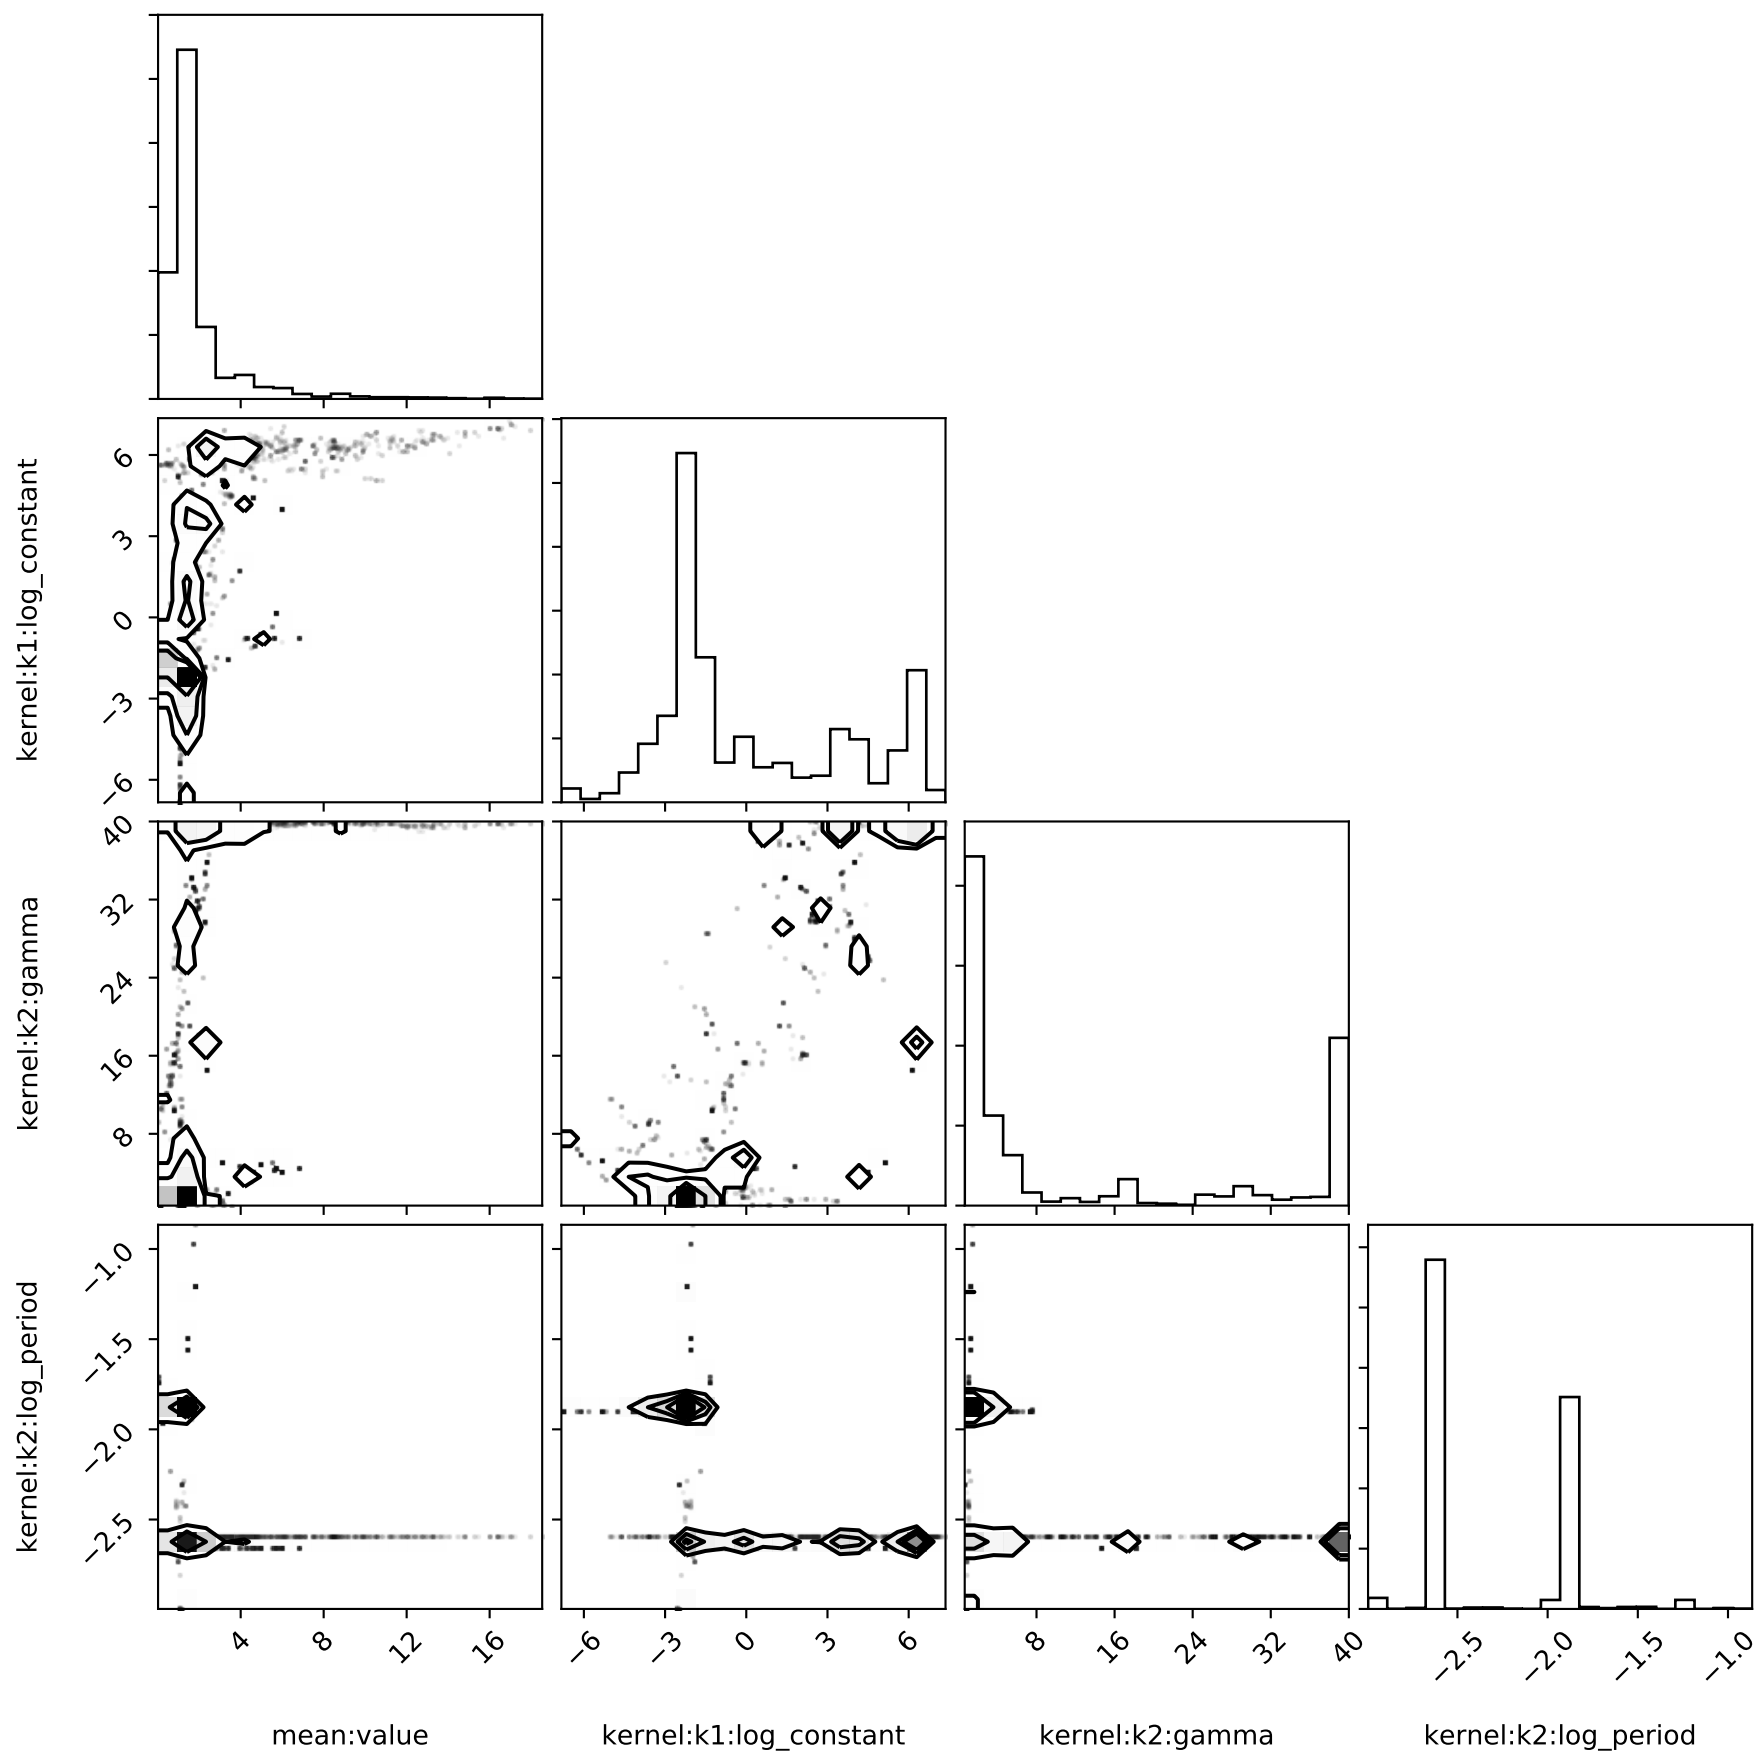 kernel:k1:log_constant
6
3
0
−3
−6
kernel:k2:gamma
40
32
24
16
8
kernel:k2:log_period
−1.0
−1.5
−2.0
−2.5
4 8 12 16
−6 −3 0 3 6
8 16 24 32 40
−2.5 −2.0 −1.5 −1.0
mean:value
kernel:k1:log_constant
kernel:k2:gamma
kernel:k2:log_period